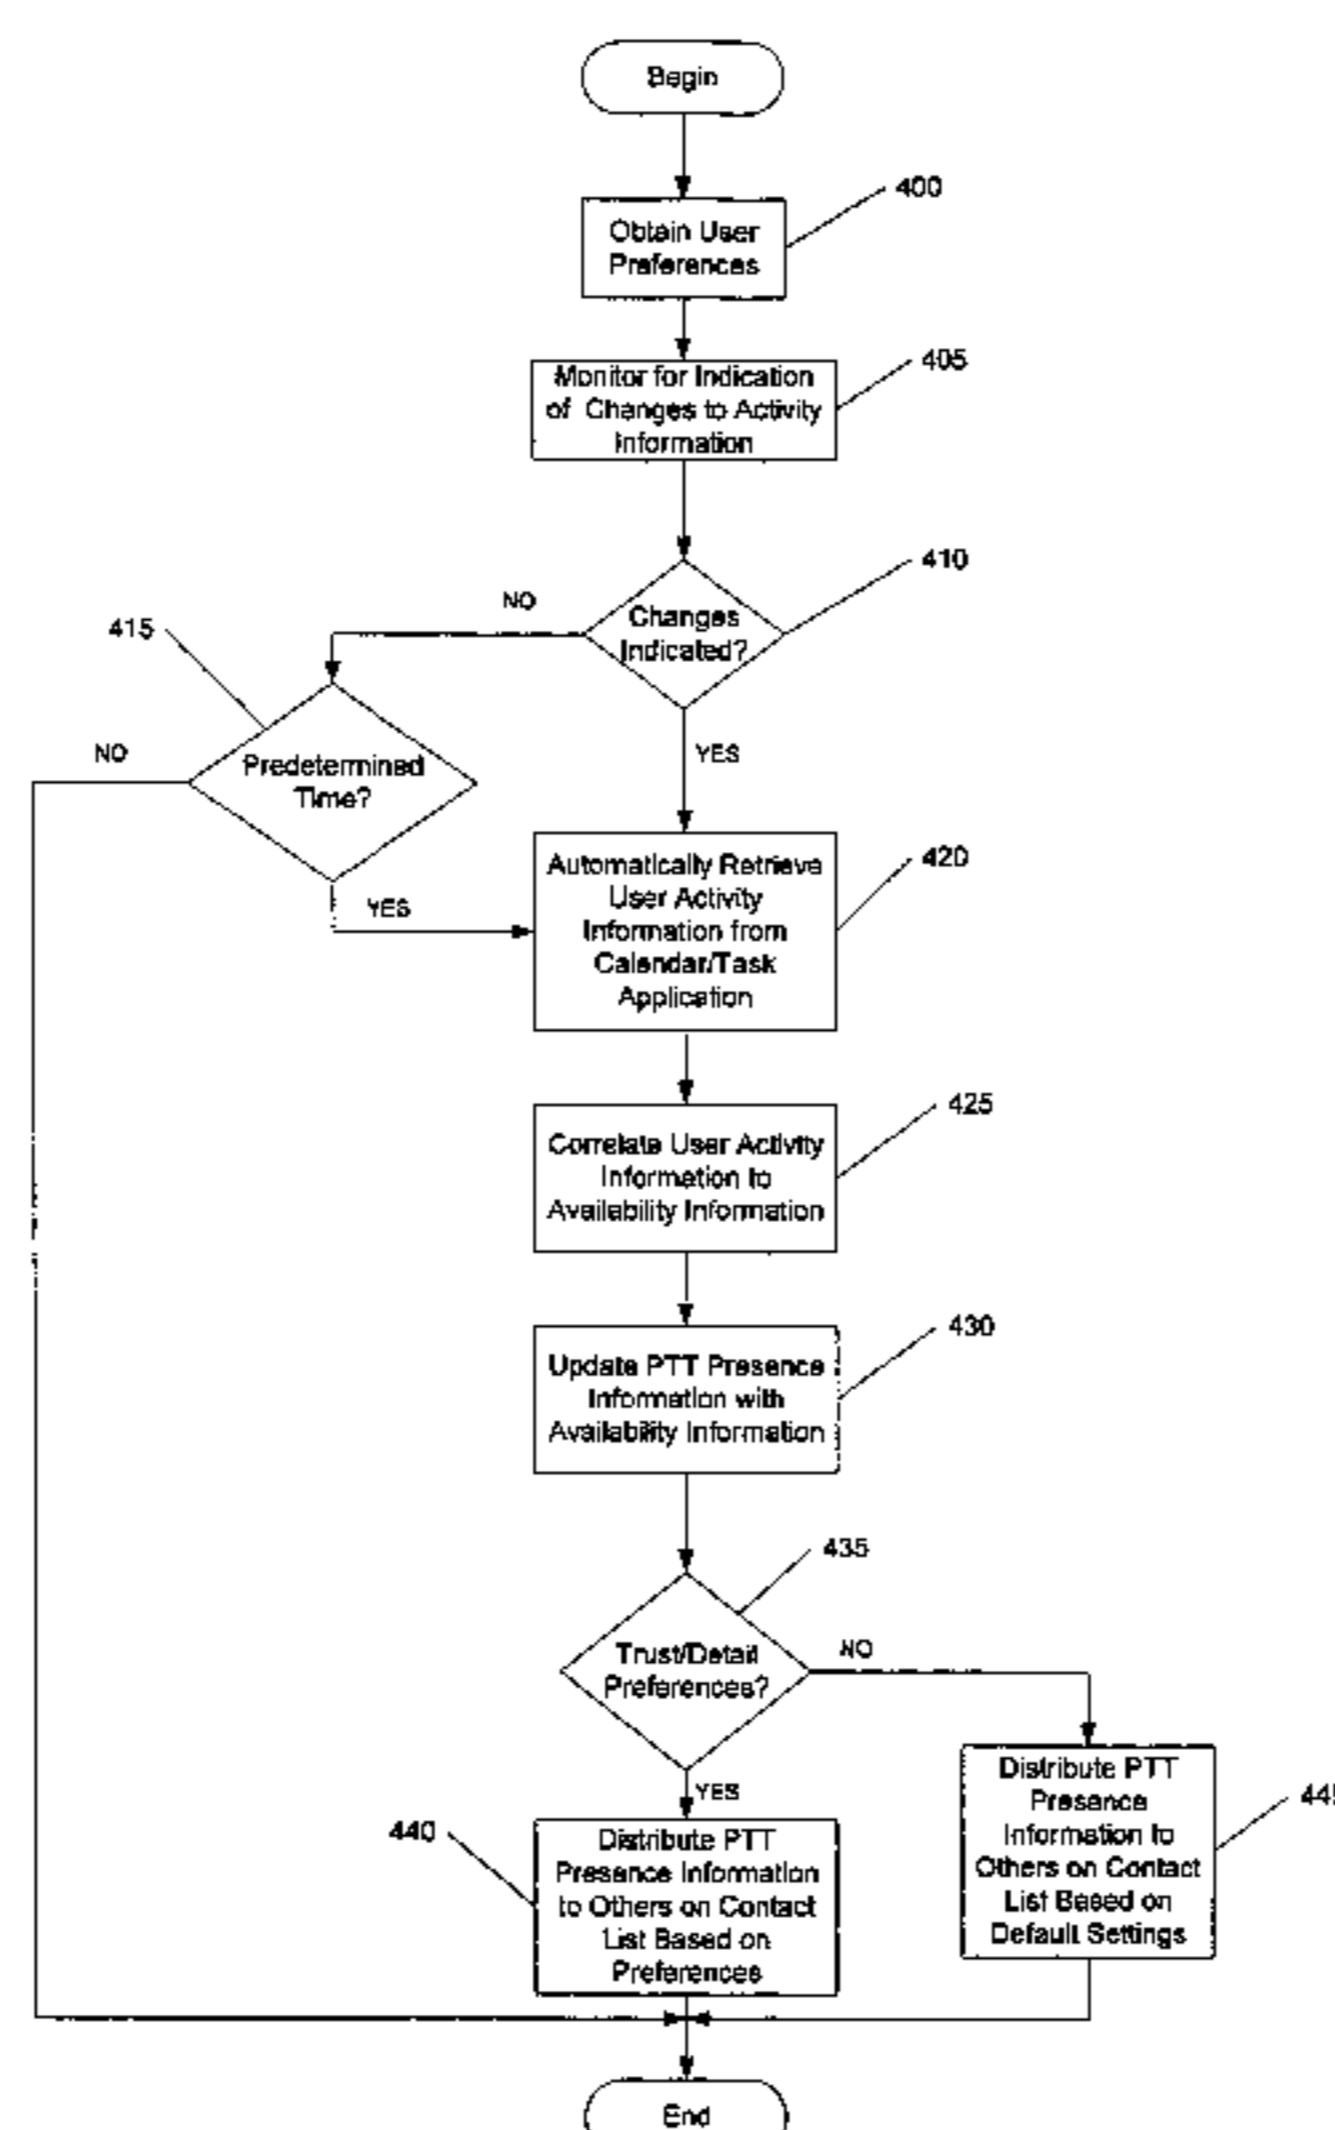 Begin
400
Obtain User
Preferences
405
Monitor for Indication
of Changes to Activity
Information
410
NO
Changes
Indicated?
415
NO
Predetermined
Time?
YES
YES
420
Automatically Retrieve
User Activity
Information from
Calendar/Task
Application
425
Correlate User Activity
Information to
Availability Information
430
Update PTT Presence
Information with
Availability Information
435
Trust/Detail
Preferences?
NO
YES
440
Distribute PTT
Presence Information
to Others on Contact
List Based on
Preferences
Distribute PTT
Presence
Information to
Others on Contact
List Based on
Default Settings
End